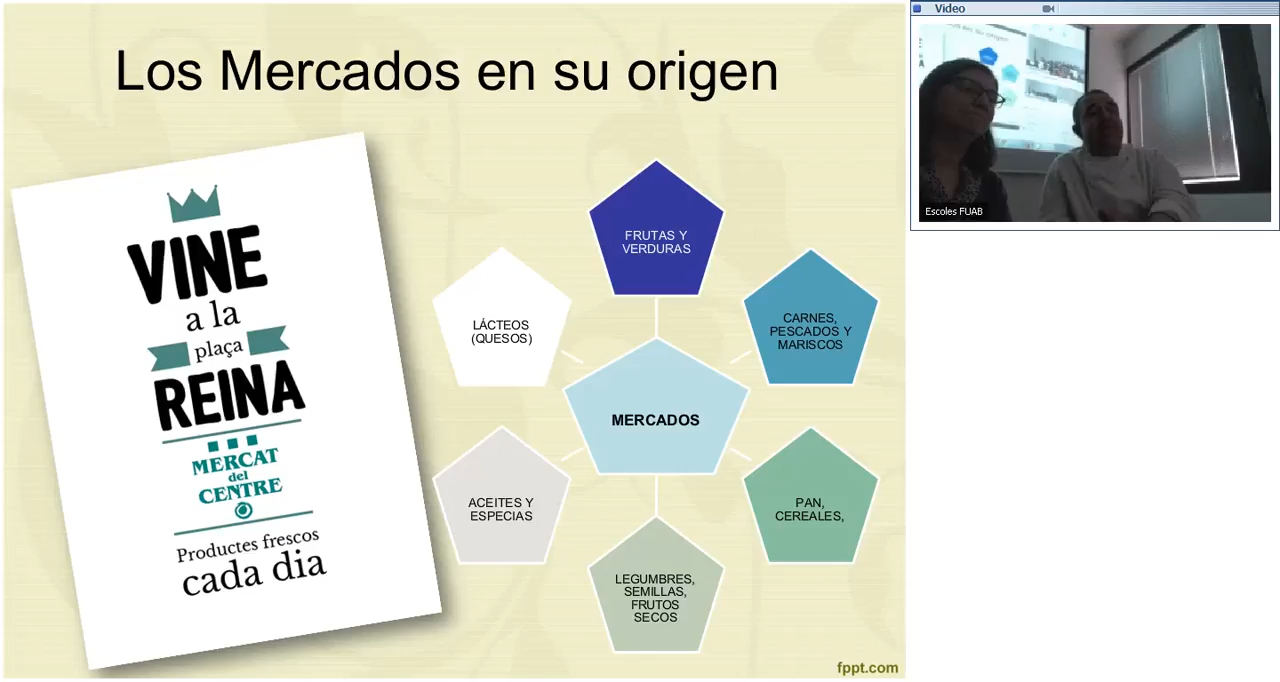 Los Mercados en su origen
VINE
a la
plaça
REINA
MERCAT
del
CENTRE
Productes frescos
cada dia
FRUTAS Y
VERDURAS
CARNES,
PESCADOS Y
MARISCOS
PAN,
CEREALES,
LEGUMBRES,
SEMILLAS,
FRUTOS
SECOS
ACEITES Y
ESPECIAS
LÁCTEOS
(QUESOS)
MERCADOS
fppt.com
Video
Escoles FUAB